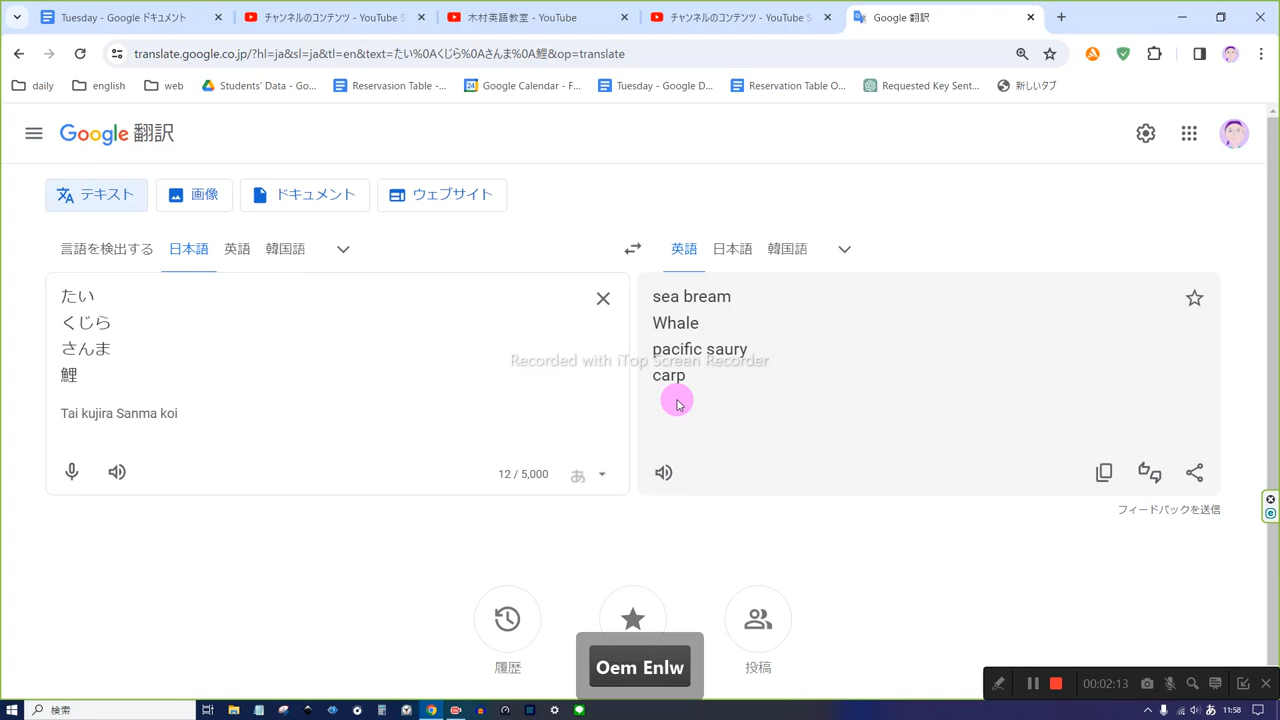 Tuesday - Google ドキュメント
チャンネルのコンテンツ - YouTube S
木村英語教室 - YouTube
チャンネルのコンテンツ - YouTube S
Google 翻訳
translate.google.co.jp/?hl=ja&sl=ja&tl=en&text=たい%0Aくじら%0Aさんま%0A鯉&op=translate
daily
english
web
Students' Data - Go...
Reservasion Table -...
Google Calendar - F...
Tuesday - Google D...
Reservation Table O...
Requested Key Sent...
新しいタブ
Google 翻訳
テキスト
画像
ドキュメント
ウェブサイト
言語を検出する 日本語 英語 韓国語
英語 日本語 韓国語
たい
くじら
さんま
鯉
Tai kujira Sanma koi
12 / 5,000
あ
sea bream
Whale
pacific saury
carp
Recorded with iTop Screen Recorder
フィードバックを送信
履歴
投稿
Oem Enlw
00:02:13
検索
あ
11:58